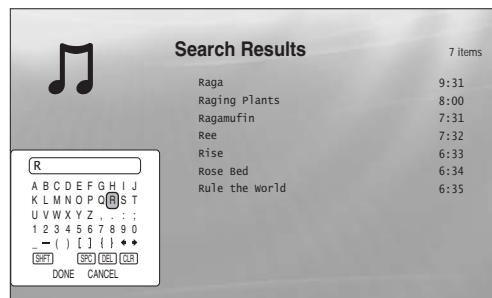 Search Results 7 items
Raga 9:31
Raging Plants 8:00
Ragamufin 7:31
Ree 7:32
Rise 6:33
Rose Bed 6:34
Rule the World 6:35
R
A B C D E F G H I J
K L M N O P Q R S T
U V W X Y Z , . : ;
1 2 3 4 5 6 7 8 9 0
_ – ( ) [ ] { }
SHFT SPC DEL CLR
DONE CANCEL